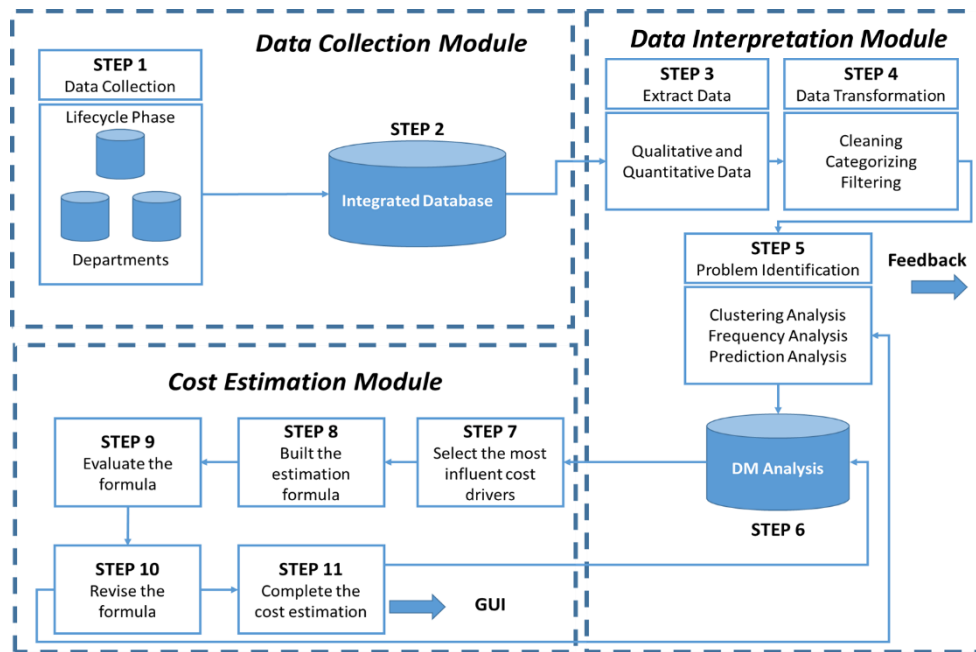 Data Collection Module
STEP 1
Data Collection
Lifecycle Phase
Departments
STEP 2
Integrated Database
Data Interpretation Module
STEP 3
Extract Data
Qualitative and
Quantitative Data
STEP 4
Data Transformation
Cleaning
Categorizing
Filtering
STEP 5
Problem Identification
Clustering Analysis
Frequency Analysis
Prediction Analysis
Feedback
DM Analysis
STEP 6
Cost Estimation Module
STEP 7
Select the most
influent cost
drivers
STEP 8
Built the
estimation
formula
STEP 9
Evaluate the
formula
STEP 10
Revise the
formula
STEP 11
Complete the
cost estimation
GUI